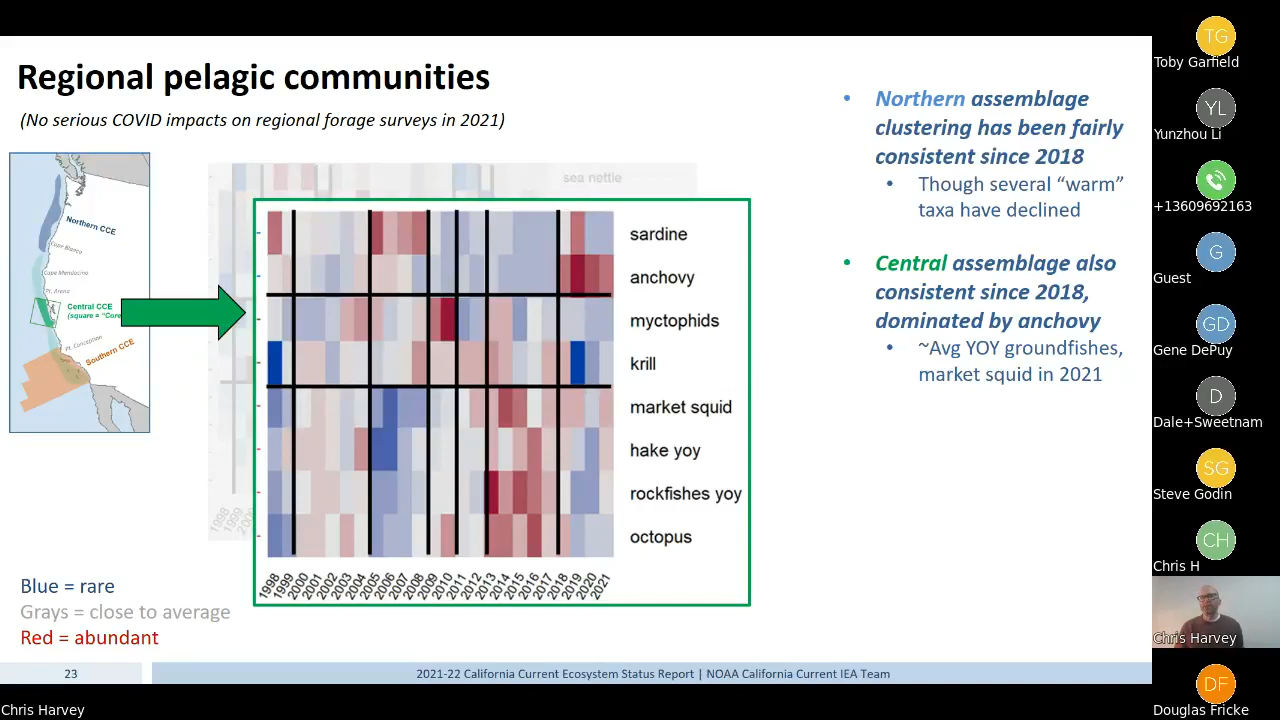 Regional pelagic communities
(No serious COVID impacts on regional forage surveys in 2021)
Northern CCE
Cape Blanco
Cape Mendocino
Pt. Arena
Central CCE
(square = "Core
Pt. Conception
Southern CCE
sea nettle
sardine
anchovy
myctophids
krill
market squid
hake yoy
rockfishes yoy
octopus
1998
1999
1998 1999 2000 2001 2002 2003 2004 2005 2006 2007 2008 2009 2010 2011 2012 2013 2014 2015 2016 2017 2018 2019 2020 2021
Blue = rare
Grays = close to average
Red = abundant
• Northern assemblage
clustering has been fairly
consistent since 2018
• Though several “warm”
taxa have declined
• Central assemblage also
consistent since 2018,
dominated by anchovy
• ~Avg YOY groundfishes,
market squid in 2021
23
2021-22 California Current Ecosystem Status Report | NOAA California Current IEA Team
Chris Harvey
TG
Toby Garfield
YL
Yunzhou Li
+13609692163
G
Guest
GD
Gene DePuy
D
Dale+Sweetnam
SG
Steve Godin
CH
Chris H
Chris Harvey
DF
Douglas Fricke